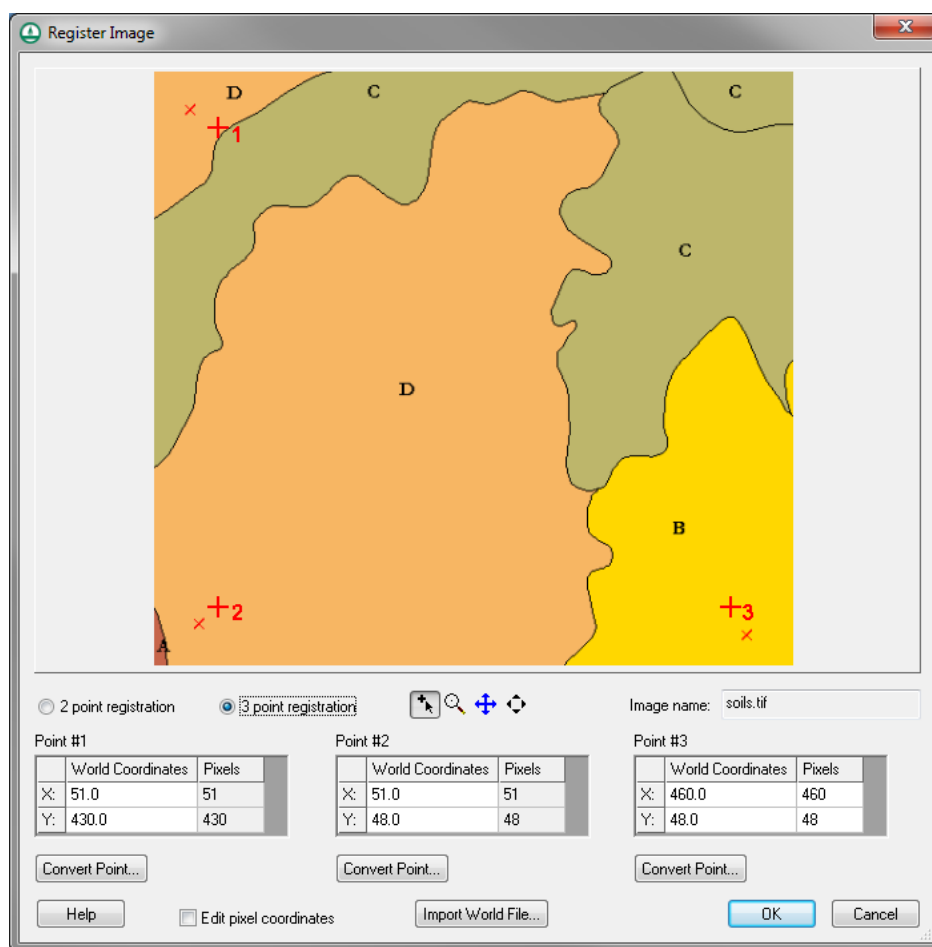 Register Image
D
C
C
1
C
D
B
2
3
A
2 point registration
3 point registration
Image name: soils.tif
Point #1
Point #2
Point #3
World Coordinates Pixels
X: 51.0 51
Y: 430.0 430
World Coordinates Pixels
X: 51.0 51
Y: 48.0 48
World Coordinates Pixels
X: 460.0 460
Y: 48.0 48
Convert Point...
Convert Point...
Convert Point...
Help
Edit pixel coordinates
Import World File...
OK
Cancel